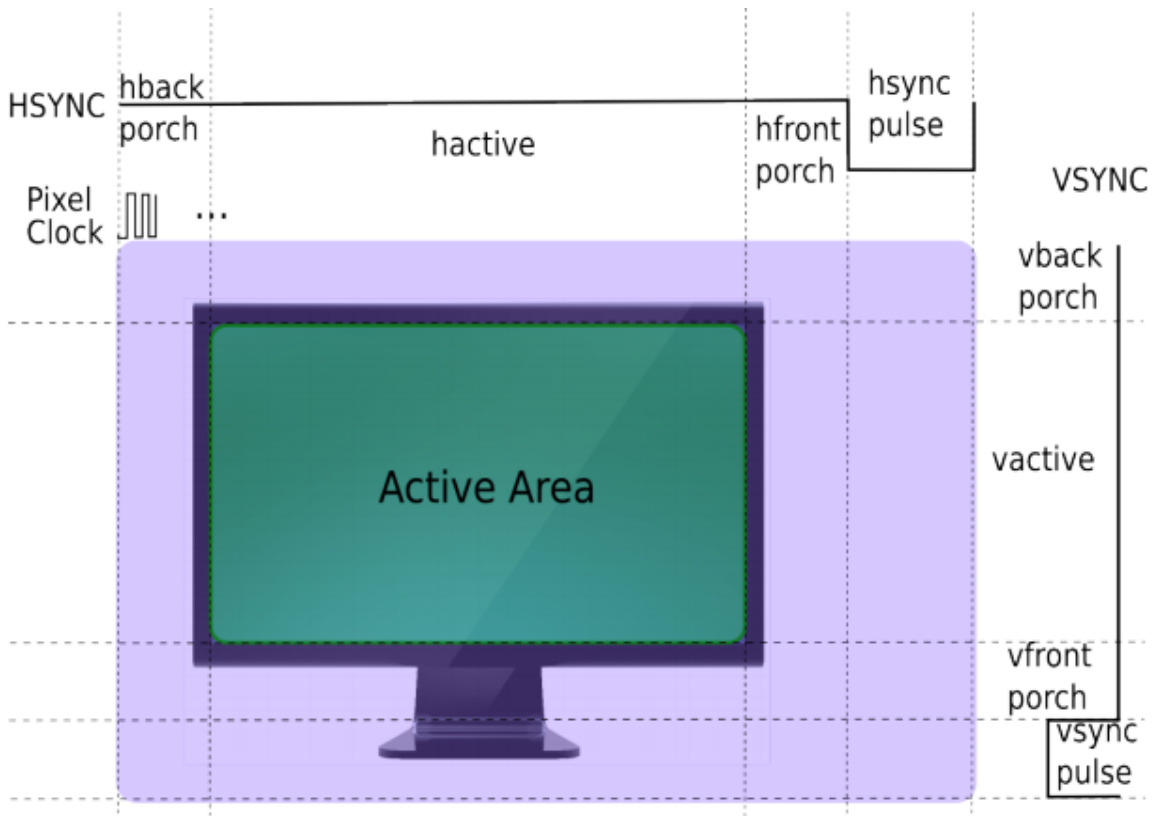 hback
HSYNC
porch
hactive
hfront
porch
hsync
pulse
VSYNC
Pixel
Clock
...
vback
porch
Active Area
vactive
vfront
porch
vsync
pulse